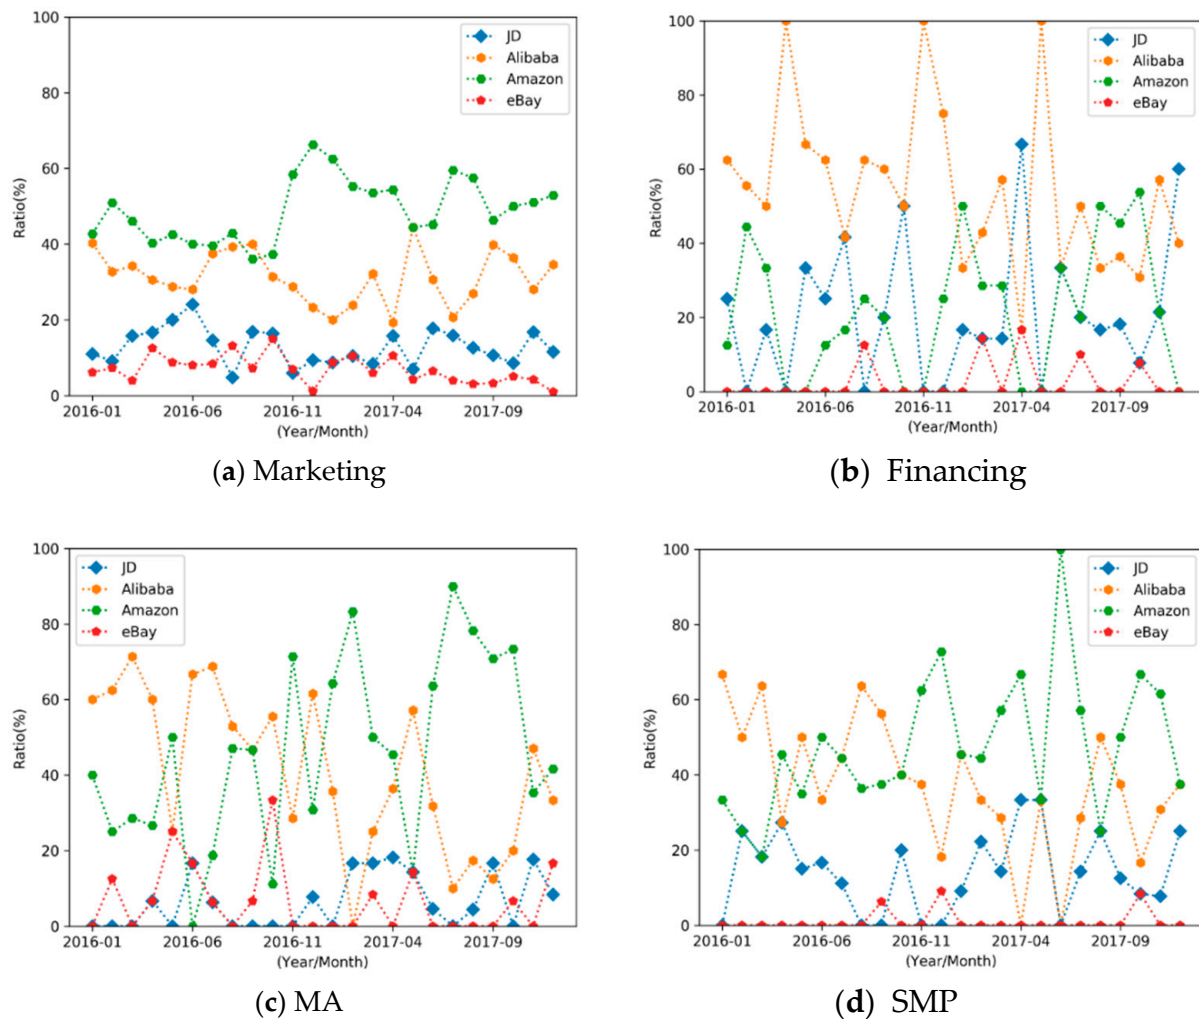 100
80
60
40
20
0
Ratio(%)
JD
Alibaba
Amazon
eBay
2016-01 2016-06 2016-11 2017-04 2017-09
(Year/Month)
(a) Marketing
100
80
60
40
20
0
Ratio(%)
JD
Alibaba
Amazon
eBay
2016-01 2016-06 2016-11 2017-04 2017-09
(Year/Month)
(b) Financing
100
80
60
40
20
0
Ratio(%)
JD
Alibaba
Amazon
eBay
2016-01 2016-06 2016-11 2017-04 2017-09
(Year/Month)
(c) MA
100
80
60
40
20
0
Ratio(%)
JD
Alibaba
Amazon
eBay
2016-01 2016-06 2016-11 2017-04 2017-09
(Year/Month)
(d) SMP